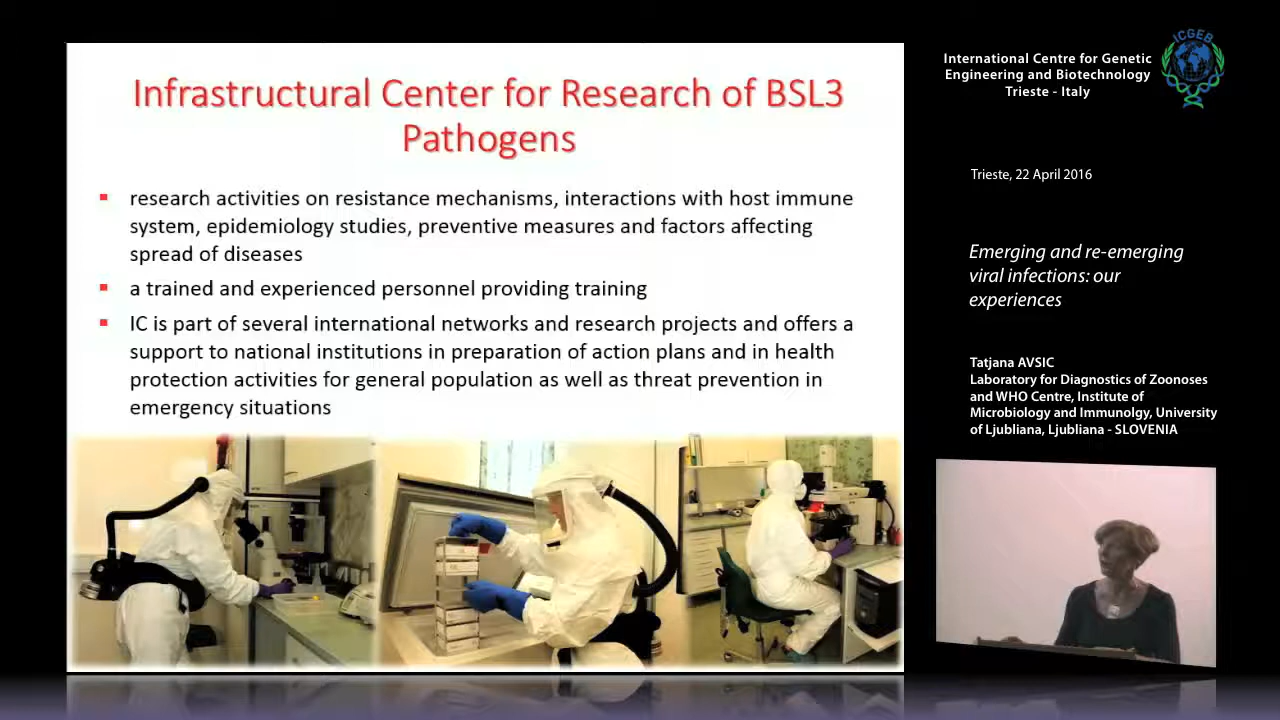 Infrastructural Center for Research of BSL3
Pathogens
▪ research activities on resistance mechanisms, interactions with host immune
system, epidemiology studies, preventive measures and factors affecting
spread of diseases
▪ a trained and experienced personnel providing training
▪ IC is part of several international networks and research projects and offers a
support to national institutions in preparation of action plans and in health
protection activities for general population as well as threat prevention in
emergency situations
International Centre for Genetic
Engineering and Biotechnology
Trieste - Italy
ICGEB
Trieste, 22 April 2016
Emerging and re-emerging
viral infections: our
experiences
Tatjana AVSIC
Laboratory for Diagnostics of Zoonoses
and WHO Centre, Institute of
Microbiology and Immunolgy, University
of Ljubliana, Ljubliana - SLOVENIA